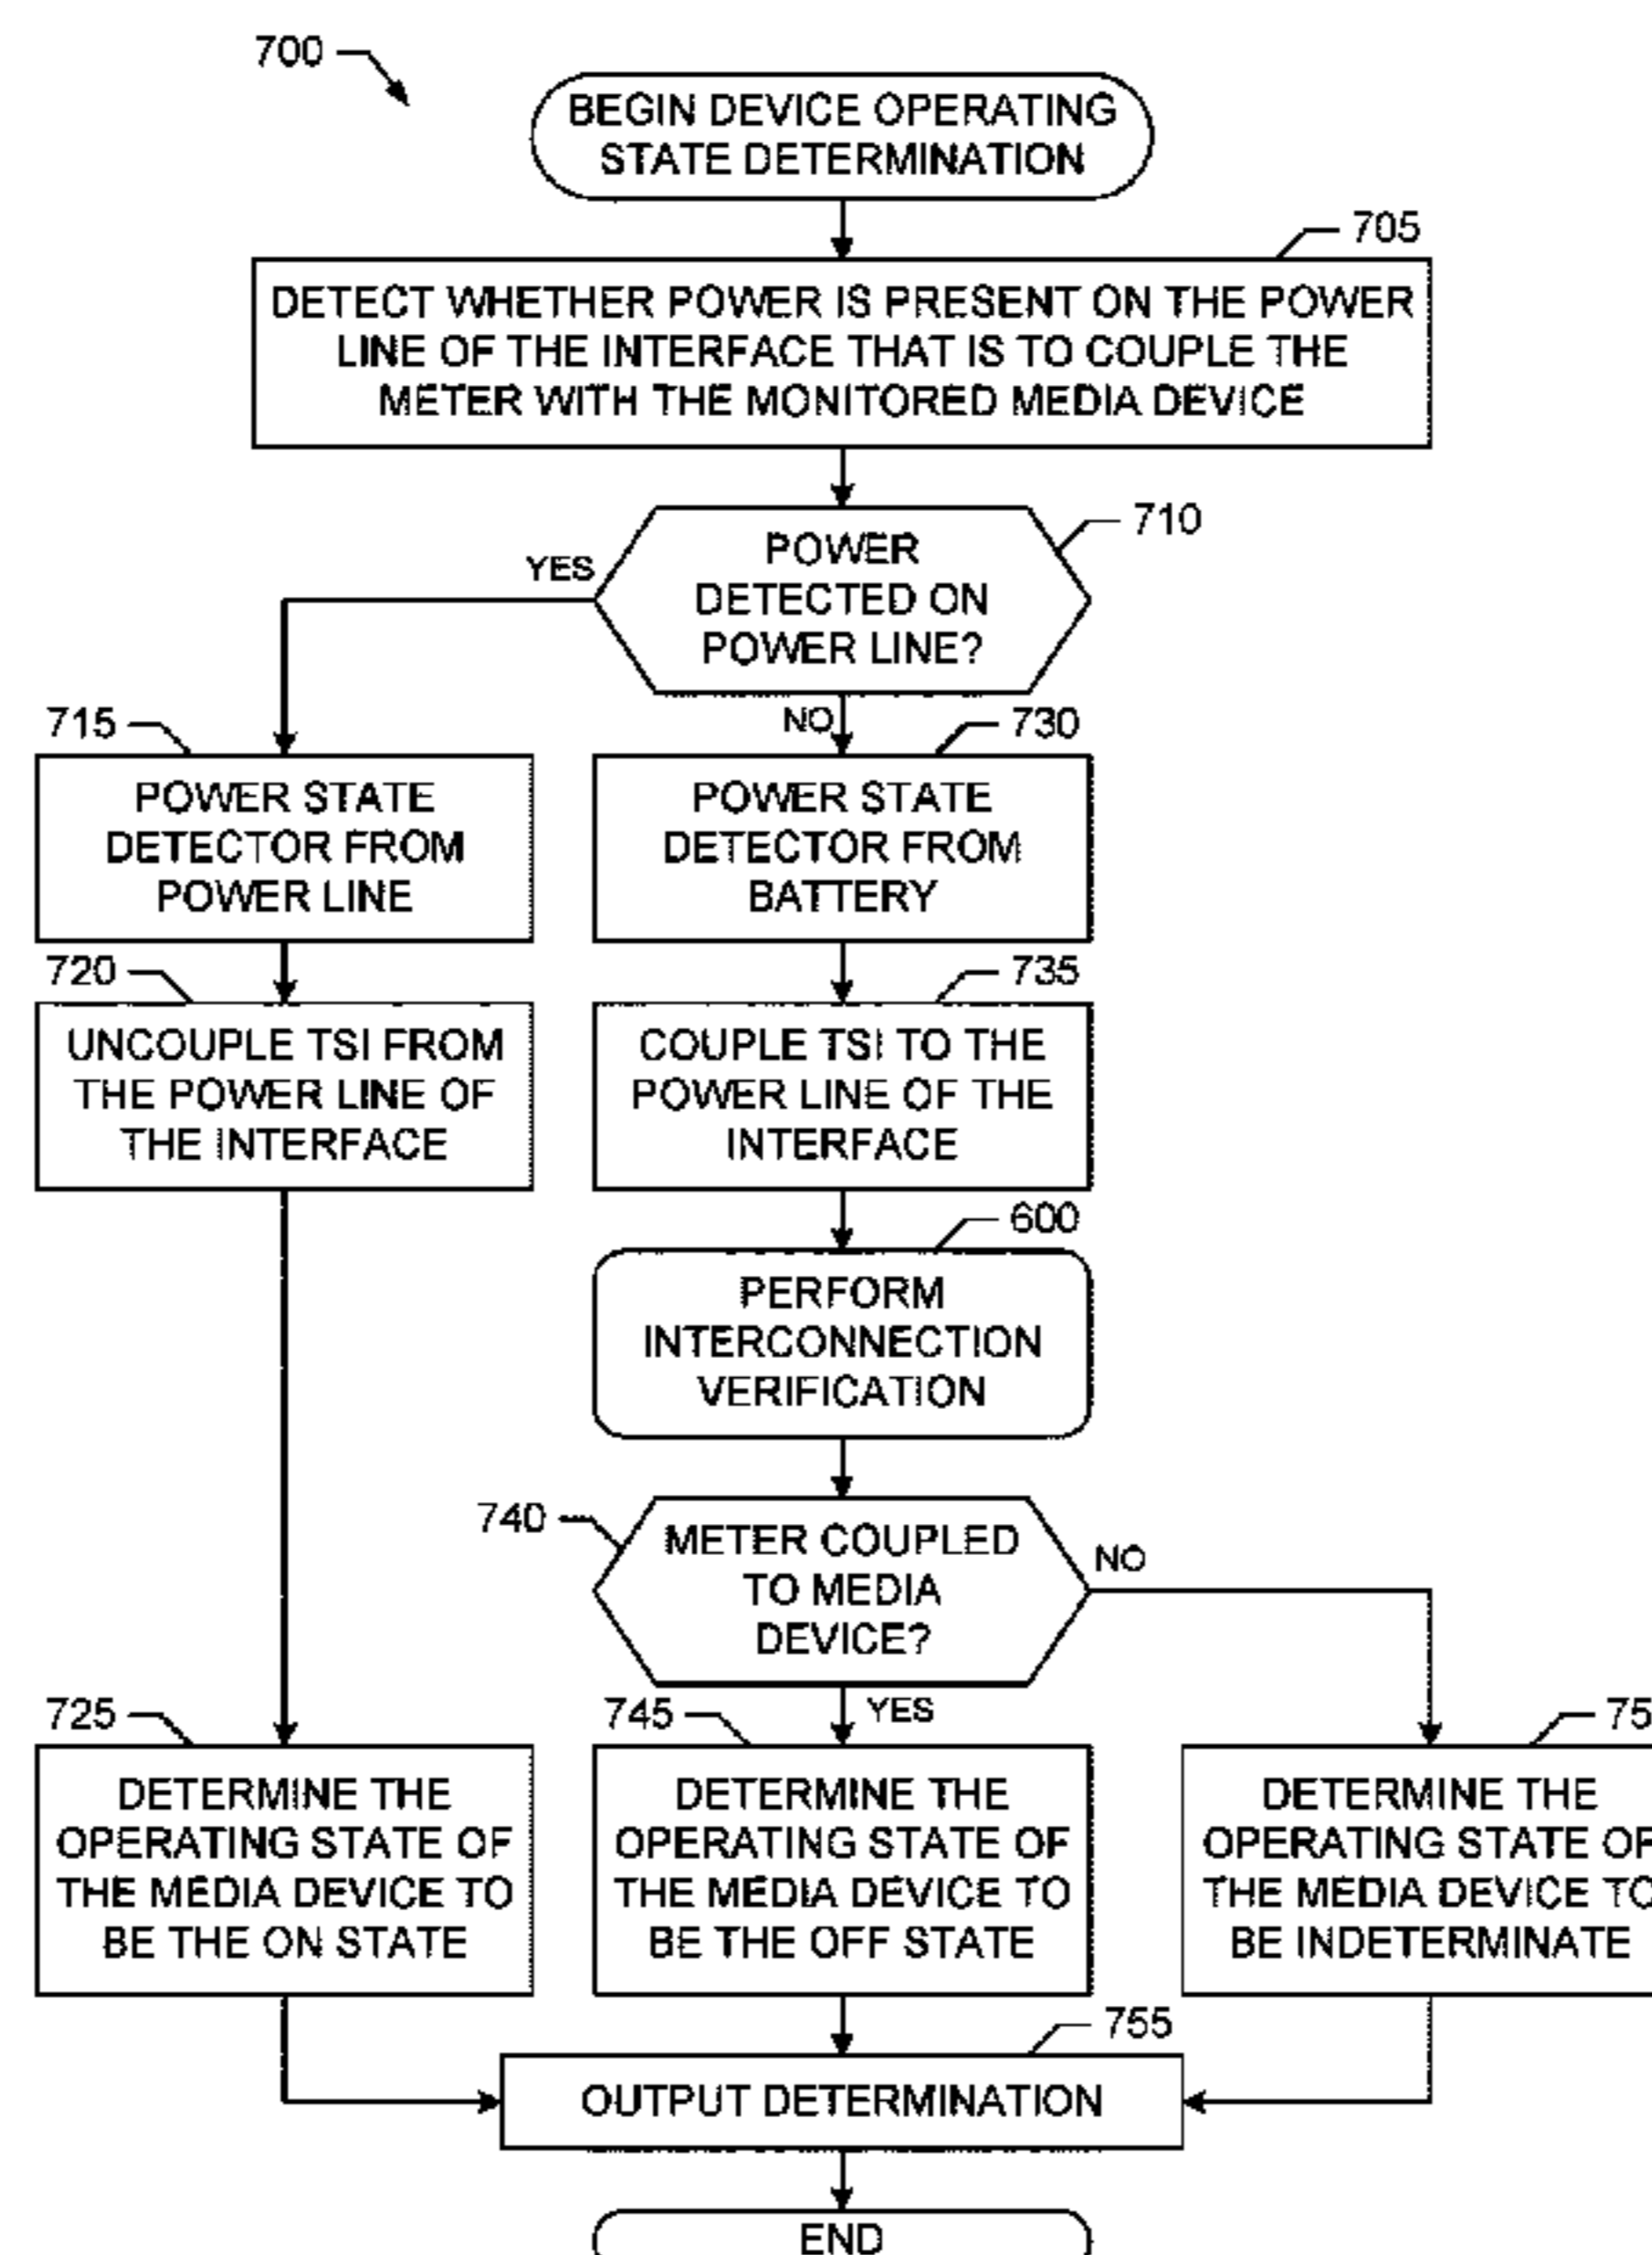 700
BEGIN DEVICE OPERATING
STATE DETERMINATION
705
DETECT WHETHER POWER IS PRESENT ON THE POWER
LINE OF THE INTERFACE THAT IS TO COUPLE THE
METER WITH THE MONITORED MEDIA DEVICE
710
POWER
DETECTED ON
POWER LINE?
YES
NO
715
POWER STATE
DETECTOR FROM
POWER LINE
730
POWER STATE
DETECTOR FROM
BATTERY
720
UNCOUPLE TSI FROM
THE POWER LINE OF
THE INTERFACE
735
COUPLE TSI TO THE
POWER LINE OF THE
INTERFACE
600
PERFORM
INTERCONNECTION
VERIFICATION
740
METER COUPLED
TO MEDIA
DEVICE?
NO
YES
725
DETERMINE THE
OPERATING STATE OF
THE MEDIA DEVICE TO
BE THE ON STATE
745
DETERMINE THE
OPERATING STATE OF
THE MEDIA DEVICE TO
BE THE OFF STATE
75
DETERMINE THE
OPERATING STATE OF
THE MEDIA DEVICE TO
BE INDETERMINATE
755
OUTPUT DETERMINATION
END